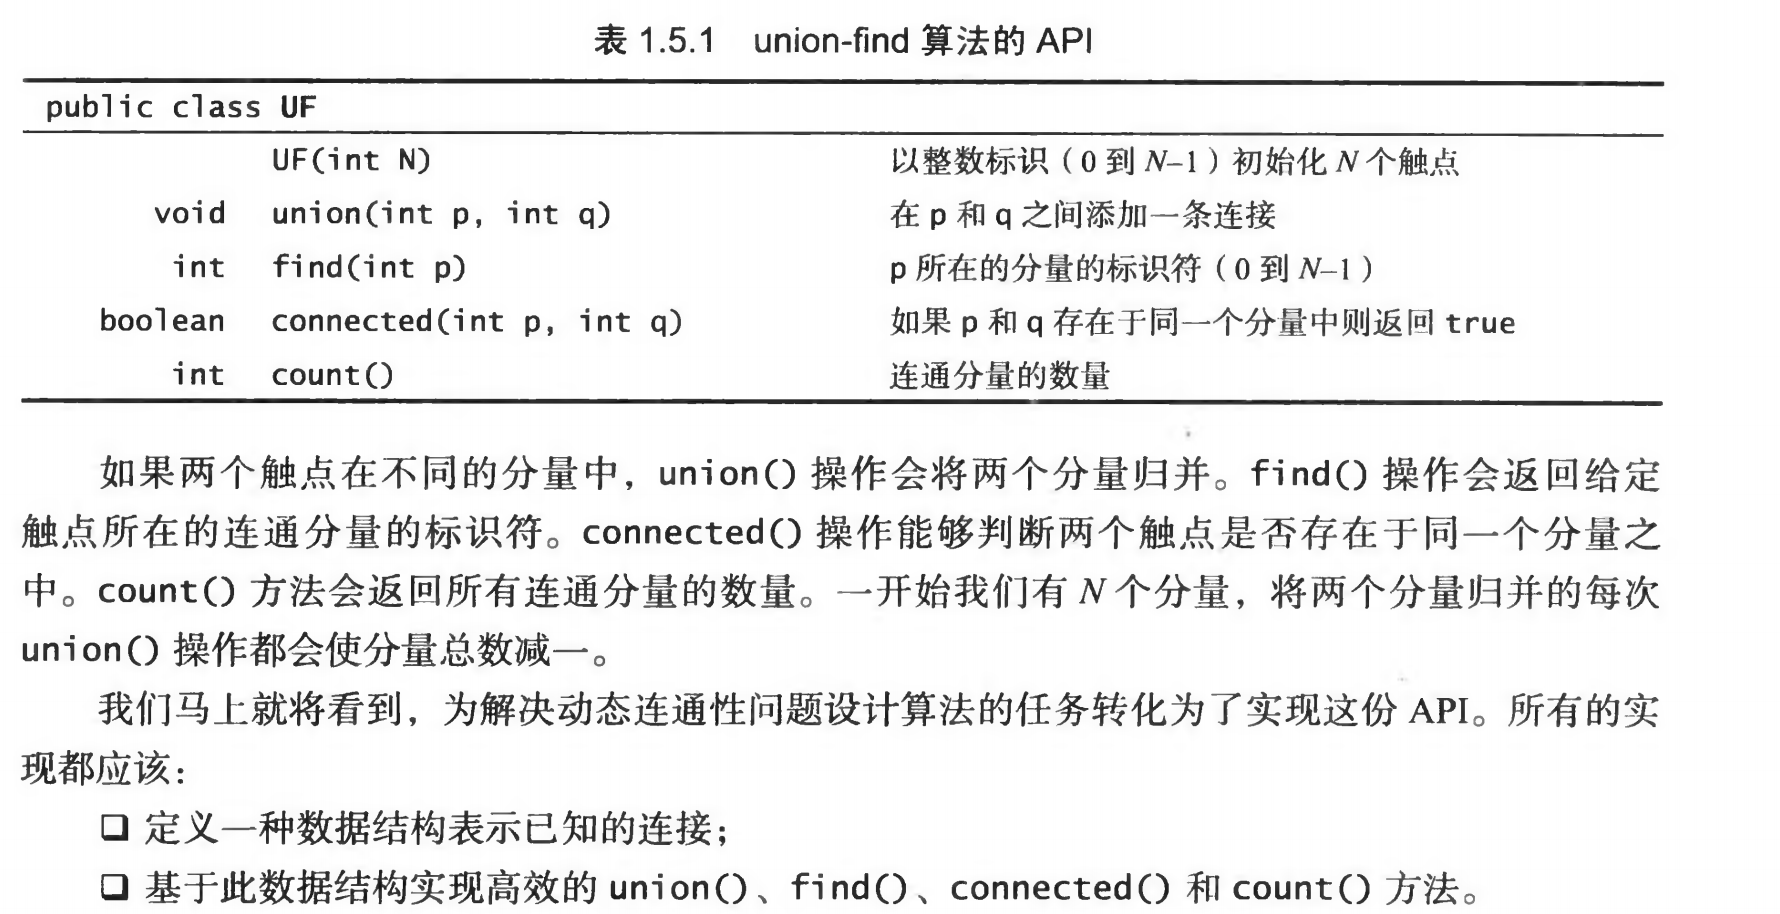 表 1.5.1 union-find 算法的 API
public class UF
UF(int N) 以整数标识（0 到 N–1）初始化 N 个触点
void union(int p, int q) 在 p 和 q 之间添加一条连接
int find(int p) p 所在的分量的标识符（0 到 N–1）
boolean connected(int p, int q) 如果 p 和 q 存在于同一个分量中则返回 true
int count() 连通分量的数量
如果两个触点在不同的分量中，union() 操作会将两个分量归并。find() 操作会返回给定
触点所在的连通分量的标识符。connected() 操作能够判断两个触点是否存在于同一个分量之
中。count() 方法会返回所有连通分量的数量。一开始我们有 N 个分量，将两个分量归并的每次
union() 操作都会使分量总数减一。
我们马上就将看到，为解决动态连通性问题设计算法的任务转化为了实现这份 API。所有的实
现都应该：
❑ 定义一种数据结构表示已知的连接；
❑ 基于此数据结构实现高效的 union()、find()、connected() 和 count() 方法。